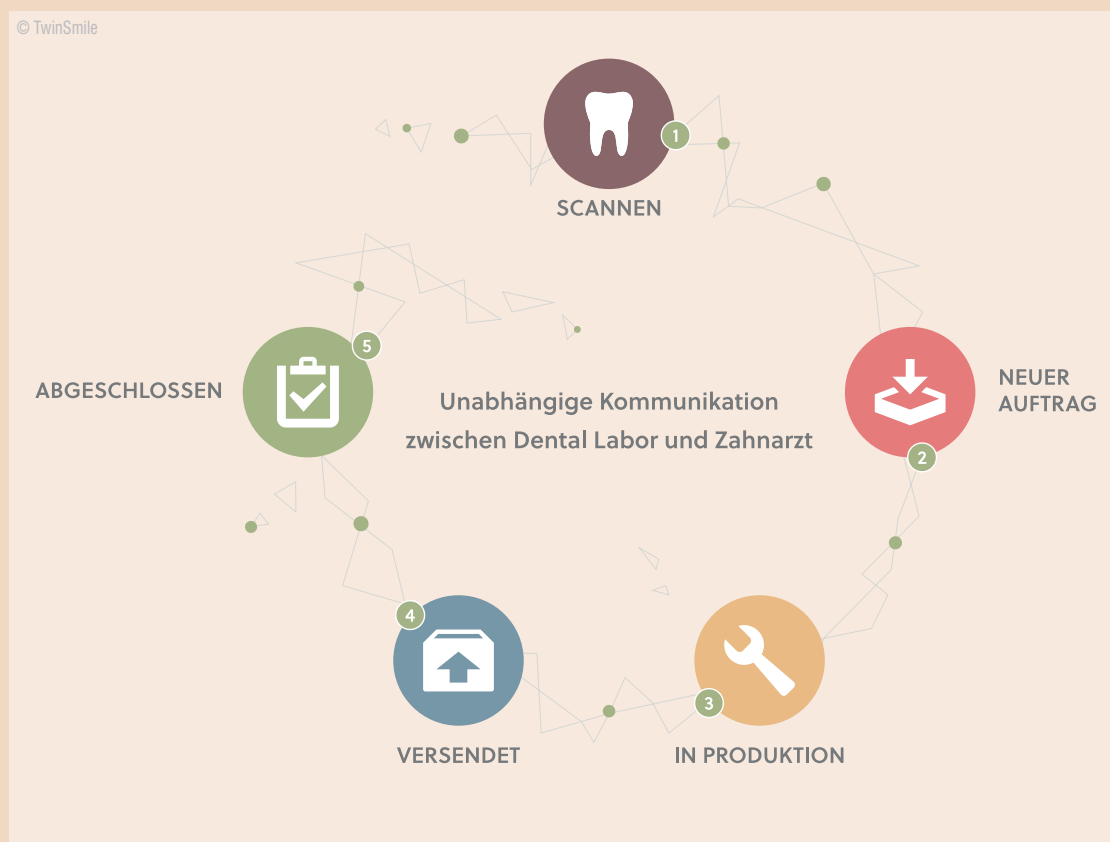 © TwinSmile
1
SCANNEN
5
ABGESCHLOSSEN
Unabhängige Kommunikation
zwischen Dental Labor und Zahnarzt
NEUER
AUFTRAG
2
4
3
VERSENDET
IN PRODUKTION